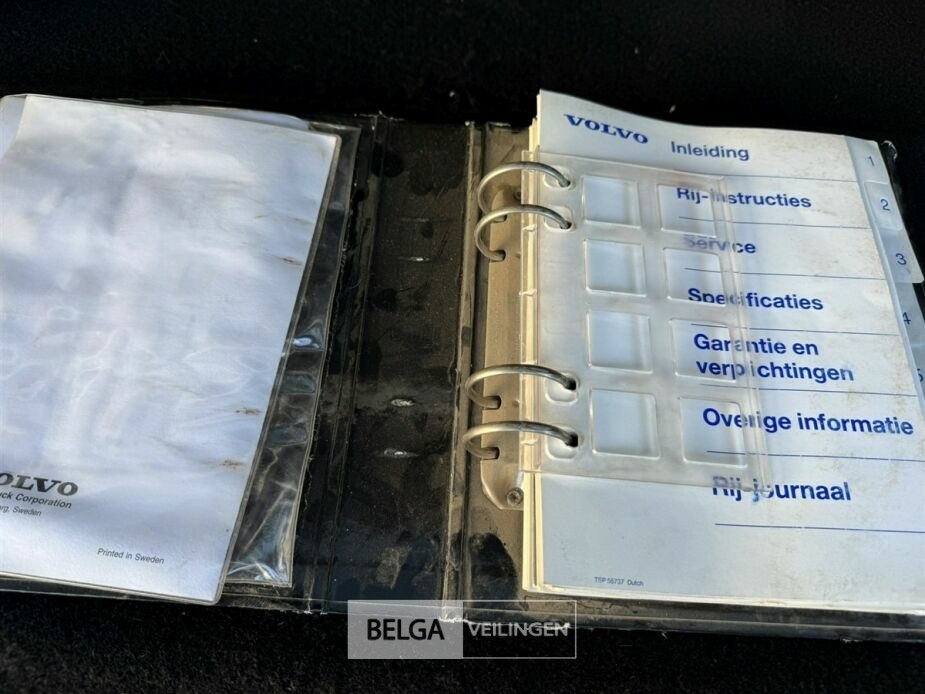 VOLVO
Truck Corporation
Sweden
Printed in Sweden
VOLVO Inleiding
Rij-instructies
Service
Specificaties
Garantie en
verplichtingen
Overige informatie
Rij-journaal
TSP 56737 Dutch
1
2
3
4
5
BELGA VEILINGEN